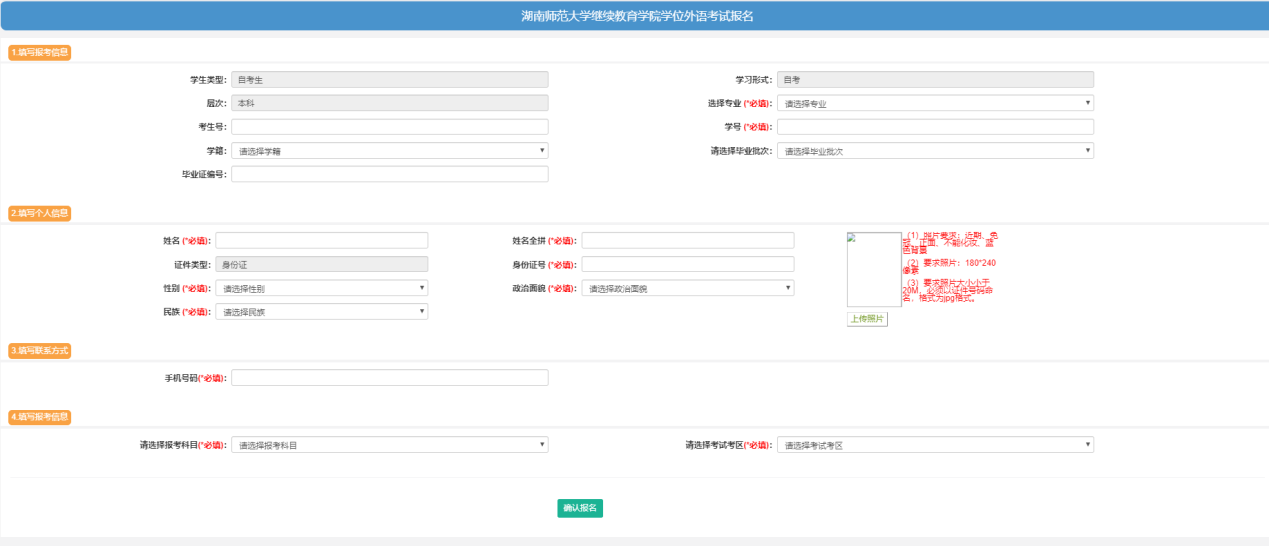 湖南师范大学继续教育学院学位外语考试报名
1.填写报考信息
学生类型: 自考生 学习形式: 自考
层次: 本科 选择专业 (*必填): 请选择专业
考生号: 学号 (*必填):
学籍: 请选择学籍 请选择毕业批次: 请选择毕业批次
毕业证编号:
2.填写个人信息
姓名 (*必填): 姓名全拼 (*必填):
证件类型: 身份证 身份证号 (*必填):
性别 (*必填): 请选择性别 政治面貌 (*必填): 请选择政治面貌
民族 (*必填): 请选择民族
（1）照片要求：近期、免
冠、正面、不能化妆、蓝
色背景
（2）要求照片：180*240
像素
（3）要求照片大小小于
20M，必须以证件号码命
名，格式为jpg格式。
上传照片
3.填写联系方式
手机号码(*必填):
4.填写报考信息
请选择报考科目(*必填): 请选择报考科目 请选择考试考区(*必填): 请选择考试考区
确认报名